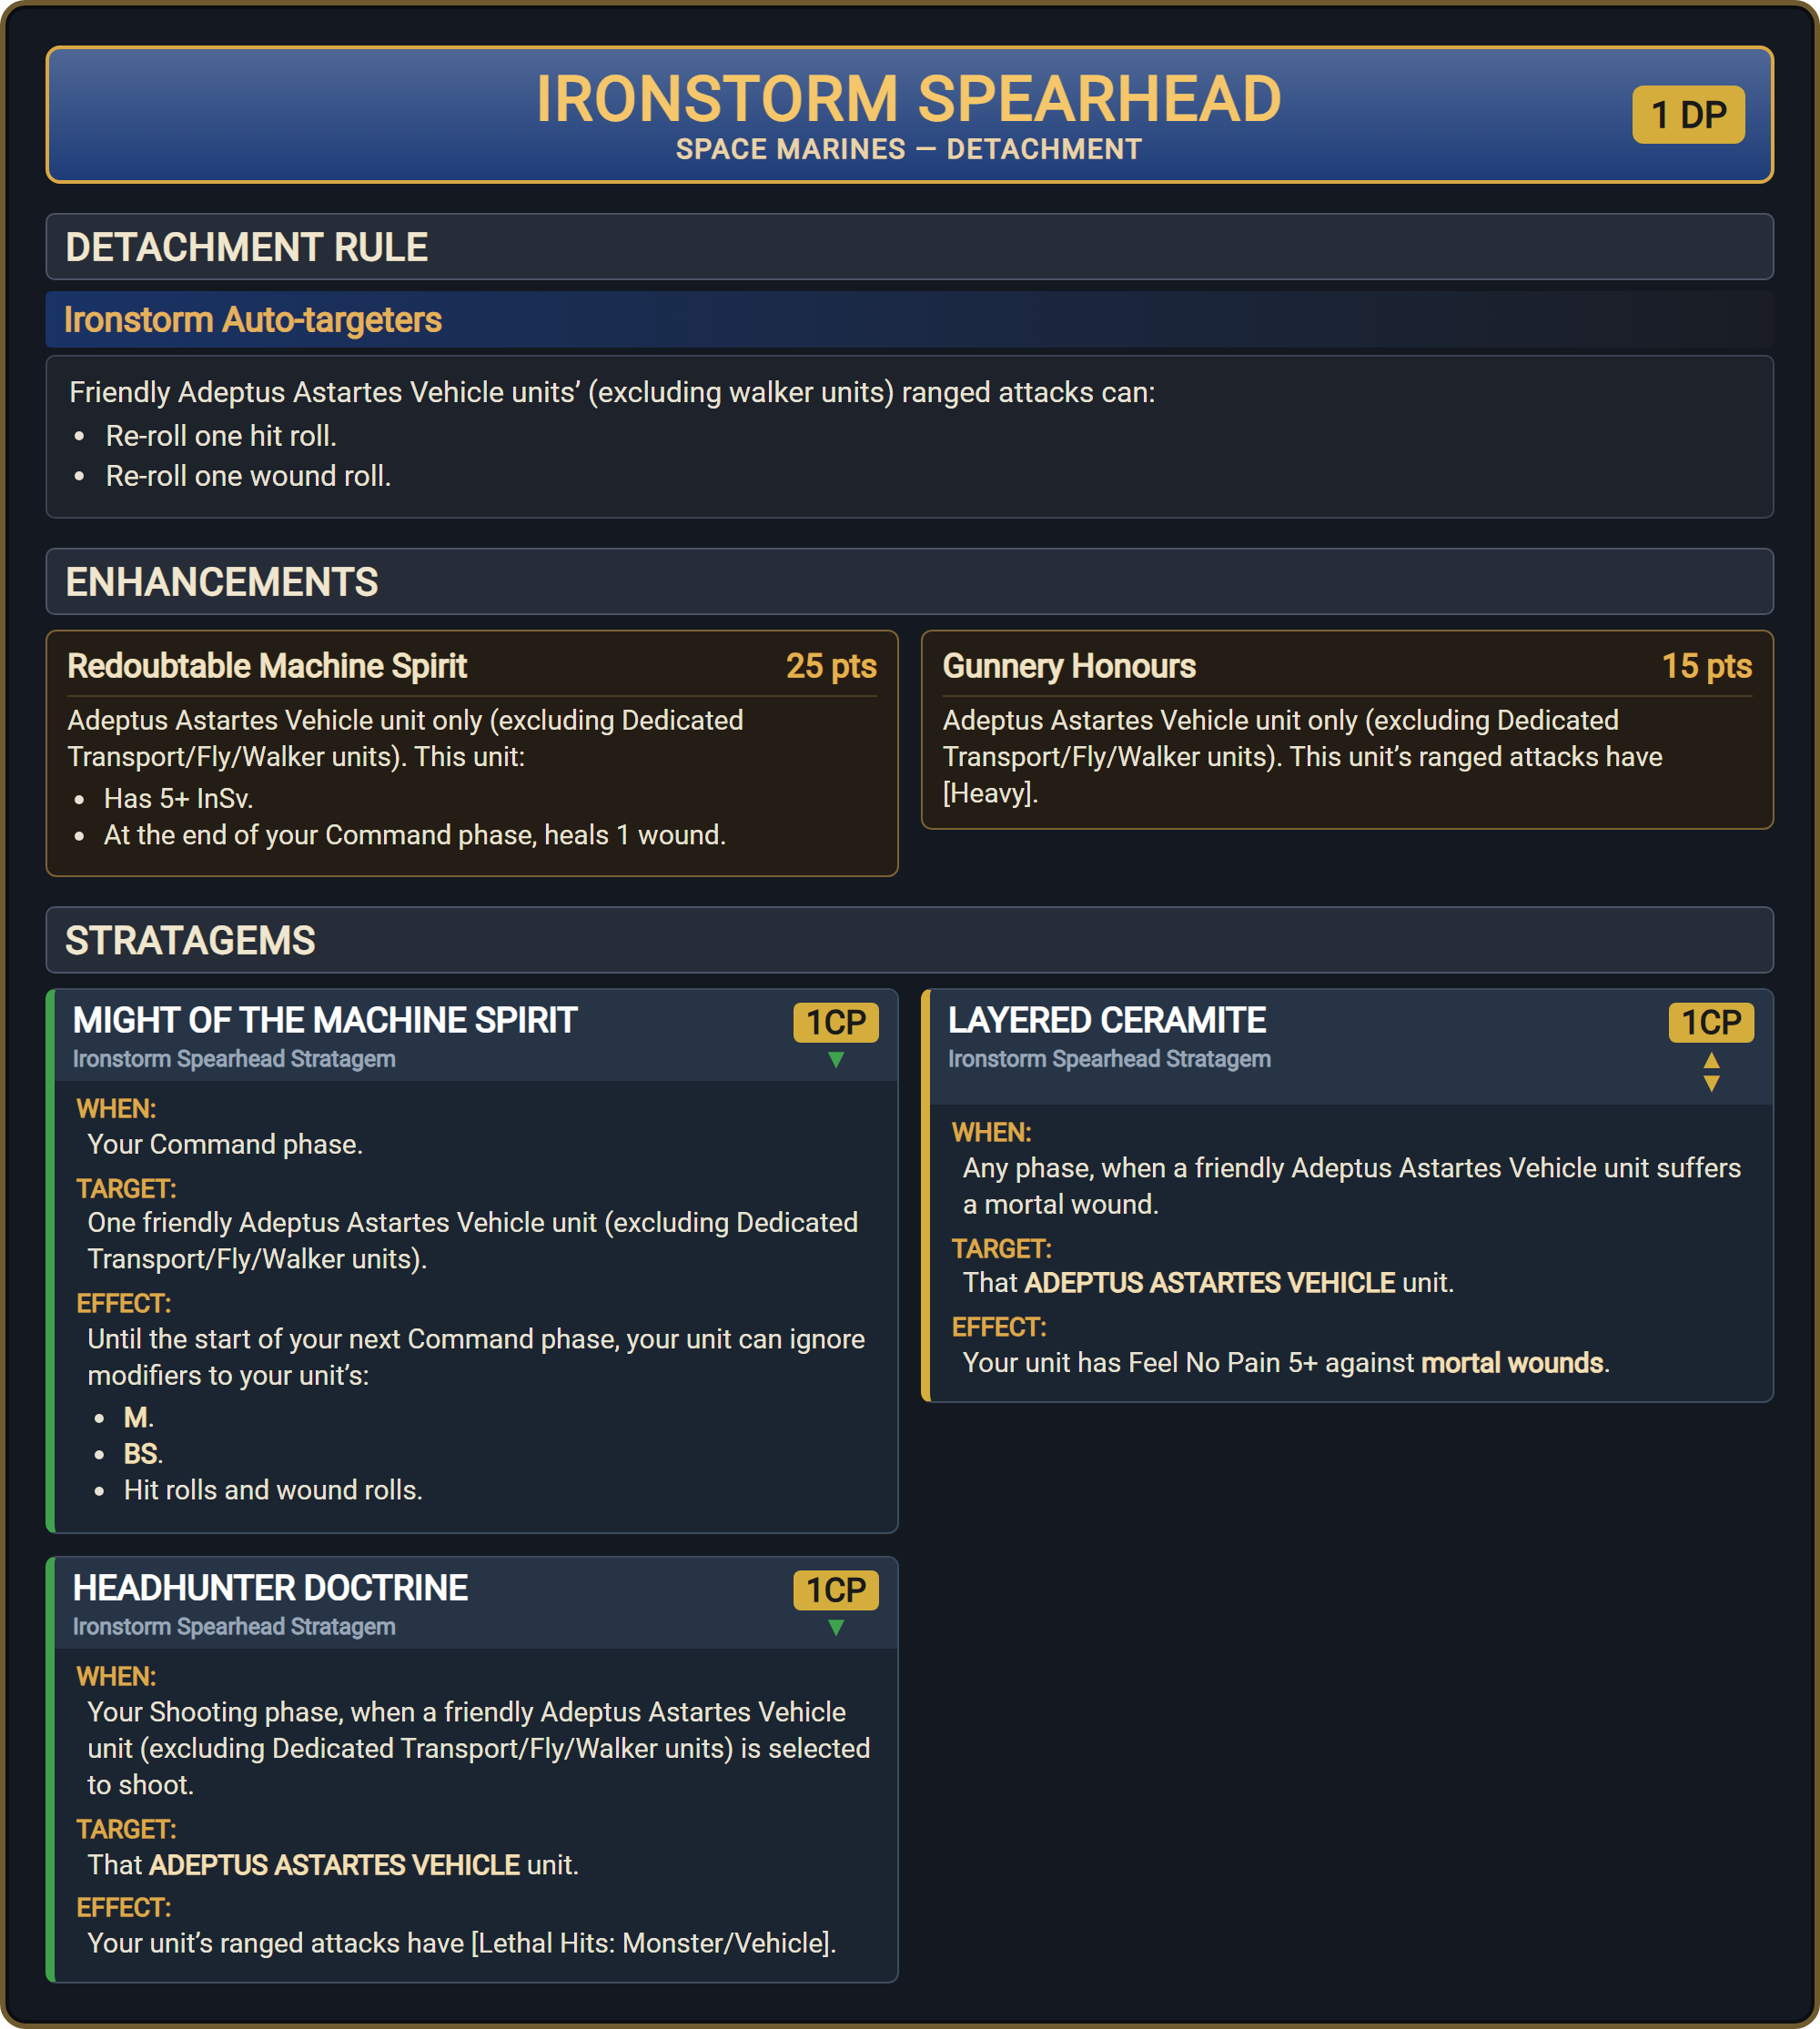 IRONSTORM SPEARHEAD
SPACE MARINES — DETACHMENT
1 DP
DETACHMENT RULE
Ironstorm Auto-targeters
Friendly Adeptus Astartes Vehicle units’ (excluding walker units) ranged attacks can:
• Re-roll one hit roll.
• Re-roll one wound roll.
ENHANCEMENTS
Redoubtable Machine Spirit 25 pts
Adeptus Astartes Vehicle unit only (excluding Dedicated
Transport/Fly/Walker units). This unit:
• Has 5+ InSv.
• At the end of your Command phase, heals 1 wound.
Gunnery Honours 15 pts
Adeptus Astartes Vehicle unit only (excluding Dedicated
Transport/Fly/Walker units). This unit’s ranged attacks have
[Heavy].
STRATAGEMS
MIGHT OF THE MACHINE SPIRIT 1CP
Ironstorm Spearhead Stratagem
WHEN:
Your Command phase.
TARGET:
One friendly Adeptus Astartes Vehicle unit (excluding Dedicated
Transport/Fly/Walker units).
EFFECT:
Until the start of your next Command phase, your unit can ignore
modifiers to your unit’s:
• M.
• BS.
• Hit rolls and wound rolls.
LAYERED CERAMITE 1CP
Ironstorm Spearhead Stratagem
WHEN:
Any phase, when a friendly Adeptus Astartes Vehicle unit suffers
a mortal wound.
TARGET:
That ADEPTUS ASTARTES VEHICLE unit.
EFFECT:
Your unit has Feel No Pain 5+ against mortal wounds.
HEADHUNTER DOCTRINE 1CP
Ironstorm Spearhead Stratagem
WHEN:
Your Shooting phase, when a friendly Adeptus Astartes Vehicle
unit (excluding Dedicated Transport/Fly/Walker units) is selected
to shoot.
TARGET:
That ADEPTUS ASTARTES VEHICLE unit.
EFFECT:
Your unit’s ranged attacks have [Lethal Hits: Monster/Vehicle].